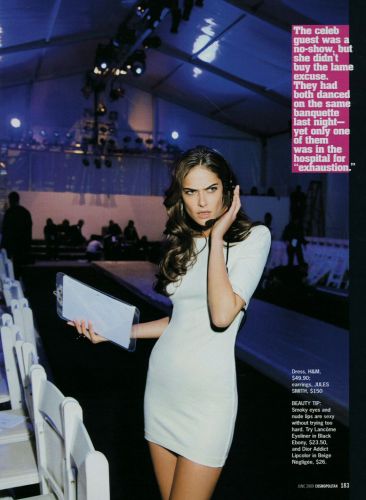 The celeb
guest was a
no-show, but
she didn't
buy the lame
excuse.
They had
both danced
on the same
banquette
last night—
yet only one
of them
was in the
hospital for
"exhaustion."
Dress, H&M,
$49.90;
earrings, JULES
SMITH, $150
BEAUTY TIP:
Smoky eyes and
nude lips are sexy
without trying too
hard. Try Lancôme
Eyeliner in Black
Ebony, $23.50,
and Dior Addict
Lipcolor in Beige
Negligee, $26.
COSMOPOLITAN 183